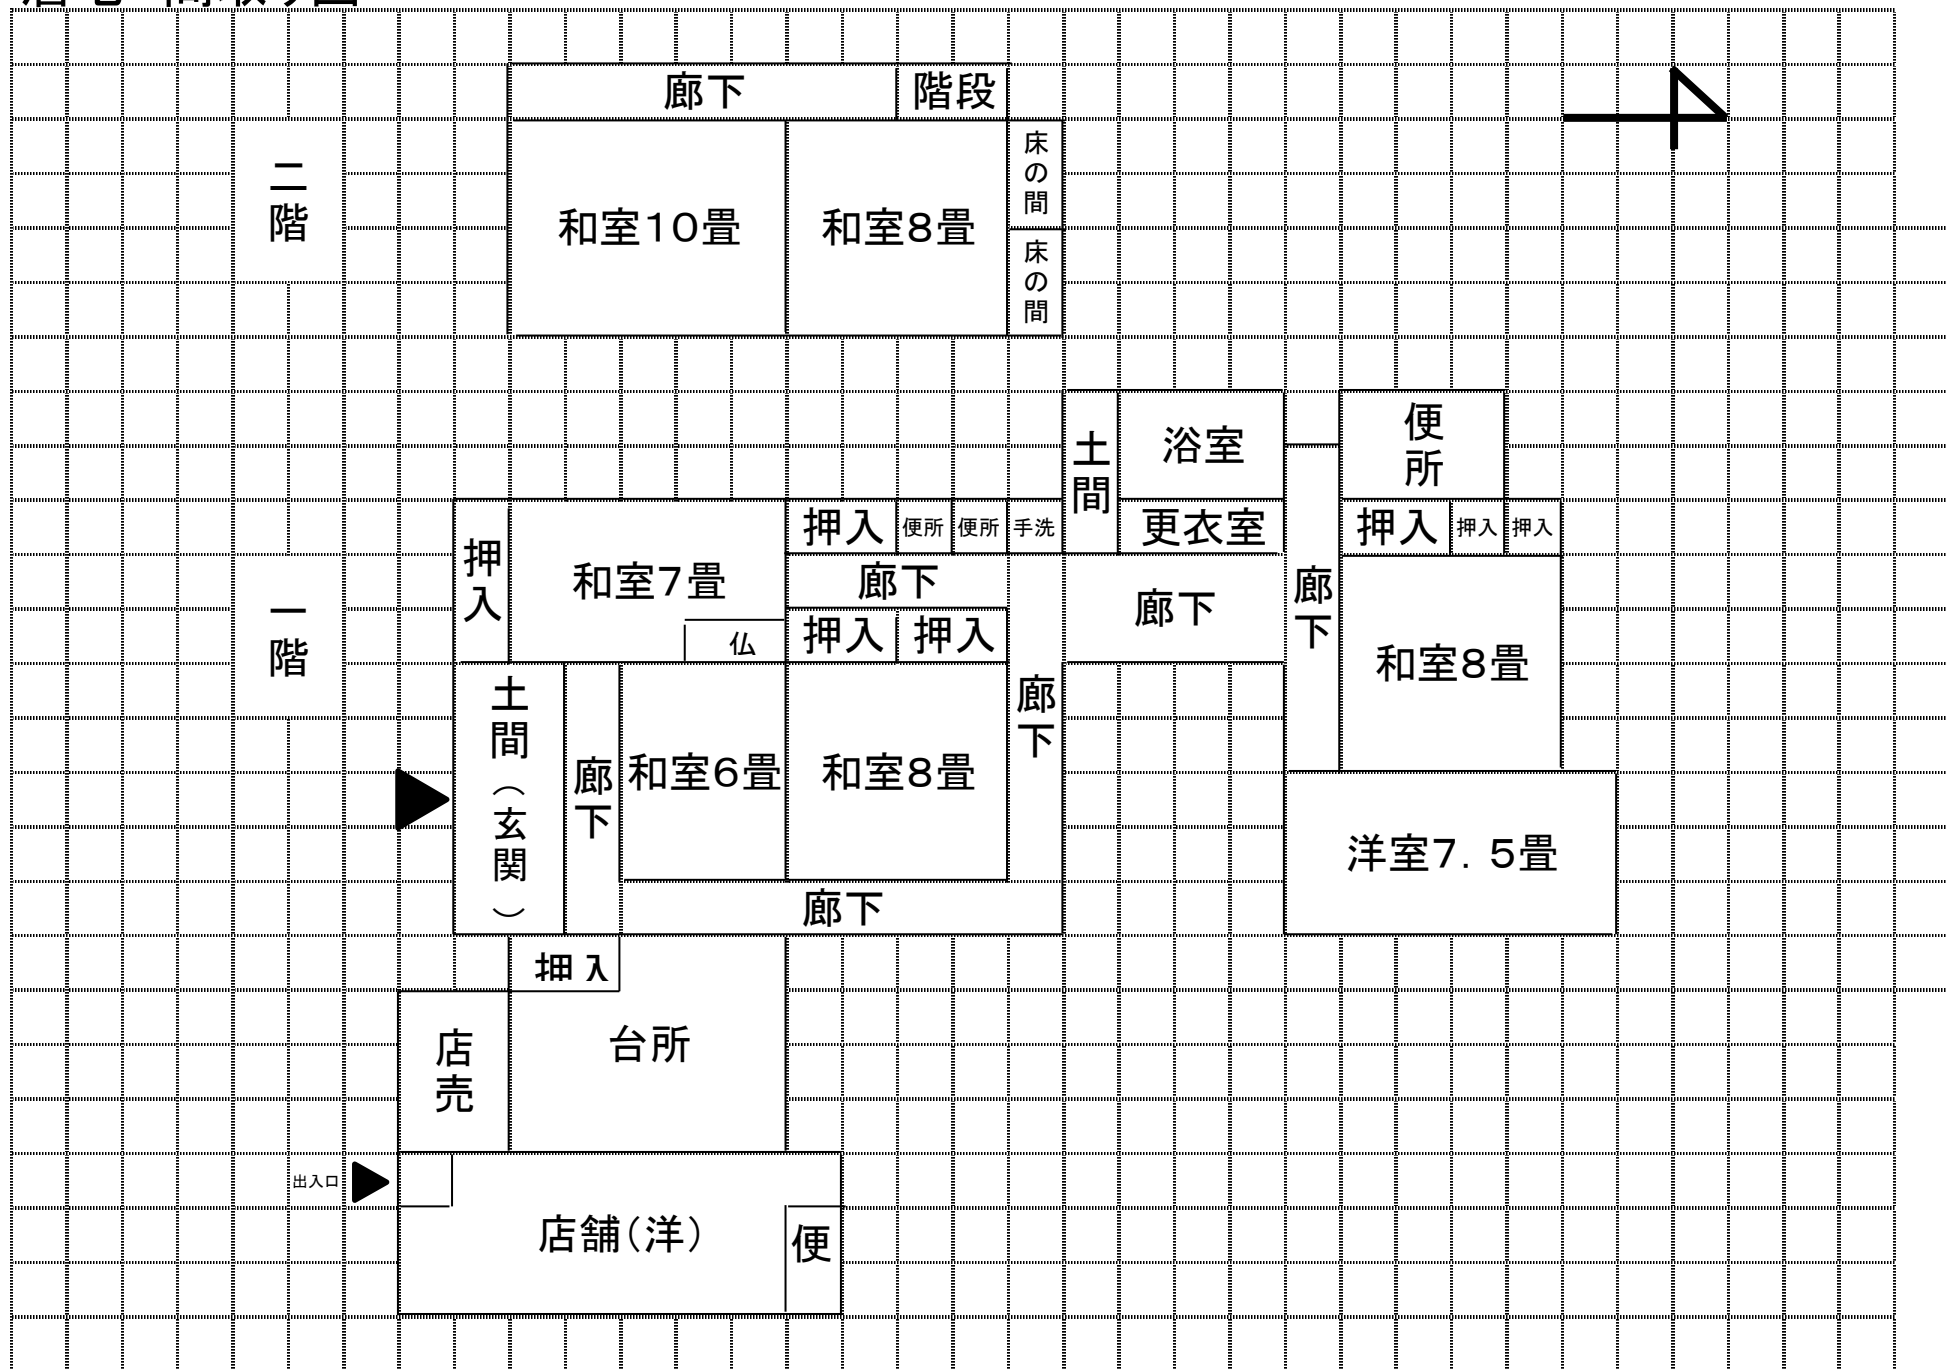 廊下
階段
二階
和室10畳
和室8畳
床の間
床の間
土間
浴室
便所
押入
和室7畳
押入
便所
便所
手洗
更衣室
押入
押入
押入
廊下
廊下
廊下
一階
仏
押入
押入
和室8畳
土間(玄関)
廊下
和室6畳
和室8畳
廊下
洋室7.5畳
廊下
押入
店売
台所
出入口
店舗(洋)
便